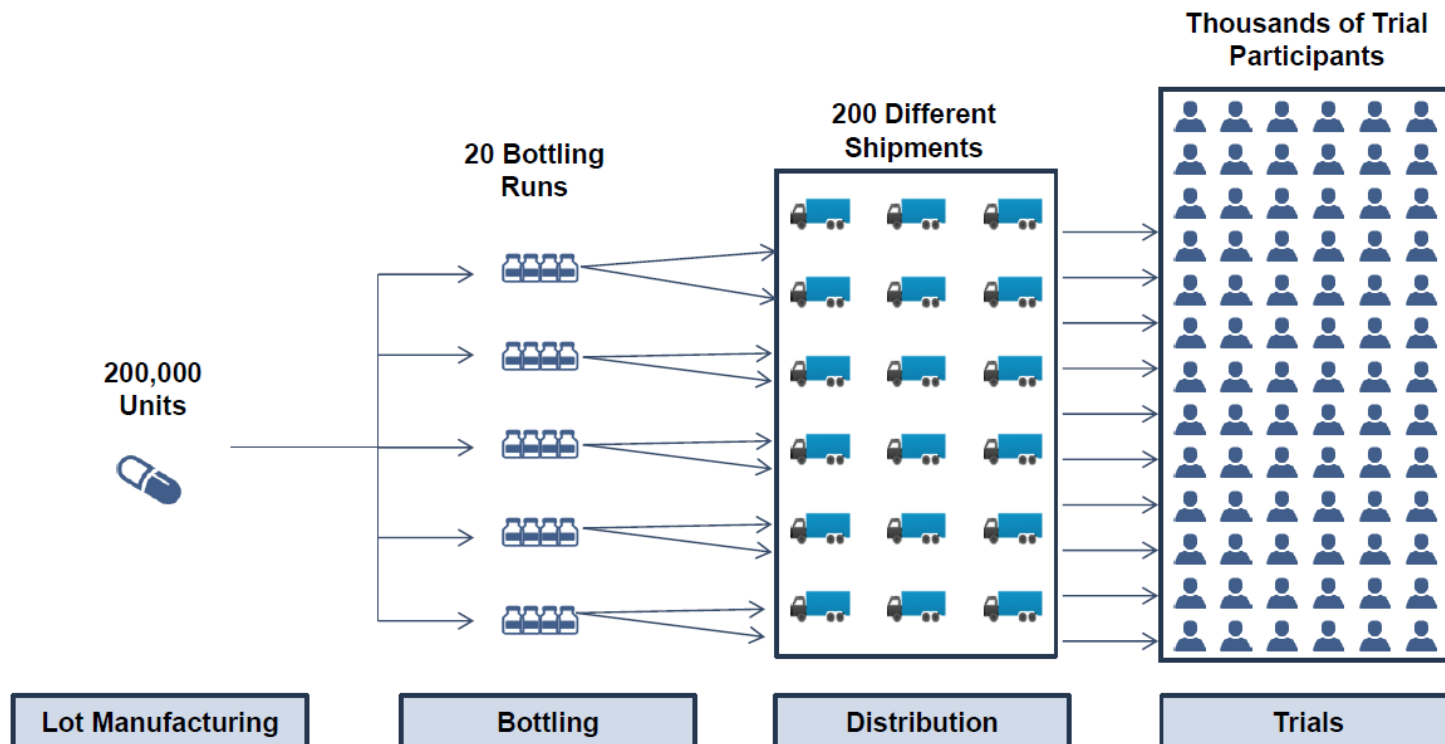 Thousands of Trial
Participants
200 Different
Shipments
20 Bottling
Runs
200,000
Units
Lot Manufacturing
Bottling
Distribution
Trials